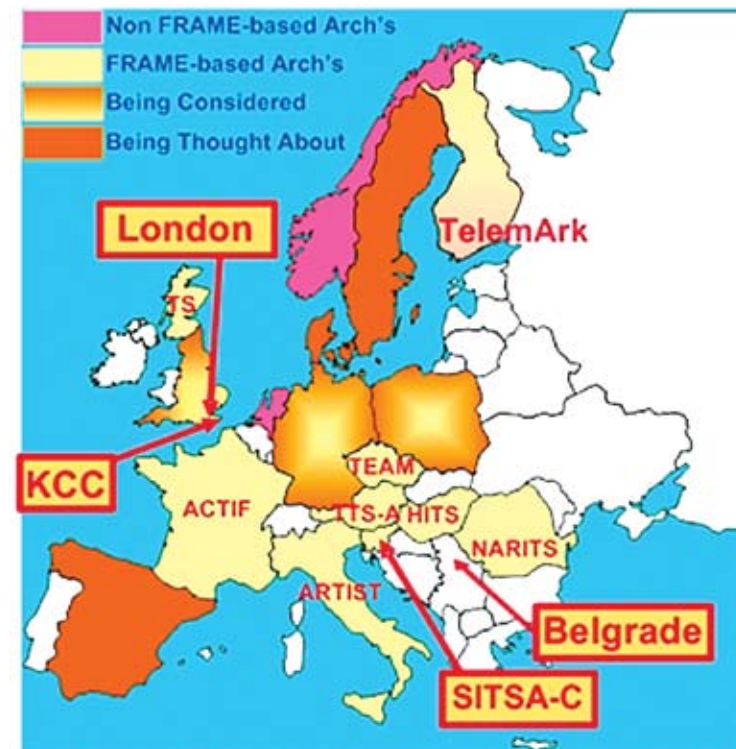 Non FRAME-based Arch's
FRAME-based Arch's
Being Considered
Being Thought About
London
TelemArk
TS
KCC
TEAM
ACTIF
TTS-A
HITS
NARITS
ARTIST
Belgrade
SITSA-C